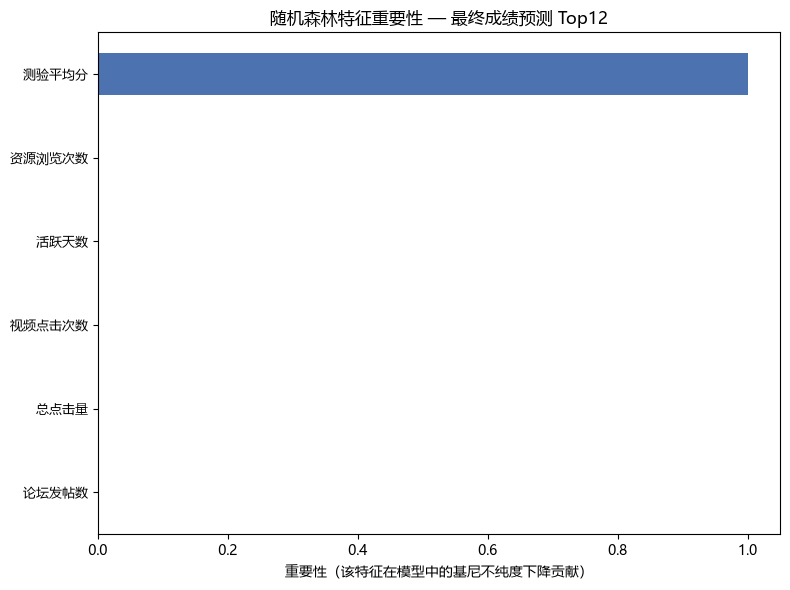 随机森林特征重要性 — 最终成绩预测 Top12
测验平均分
资源浏览次数
活跃天数
视频点击次数
总点击量
论坛发帖数
0.0 0.2 0.4 0.6 0.8 1.0
重要性（该特征在模型中的基尼不纯度下降贡献）